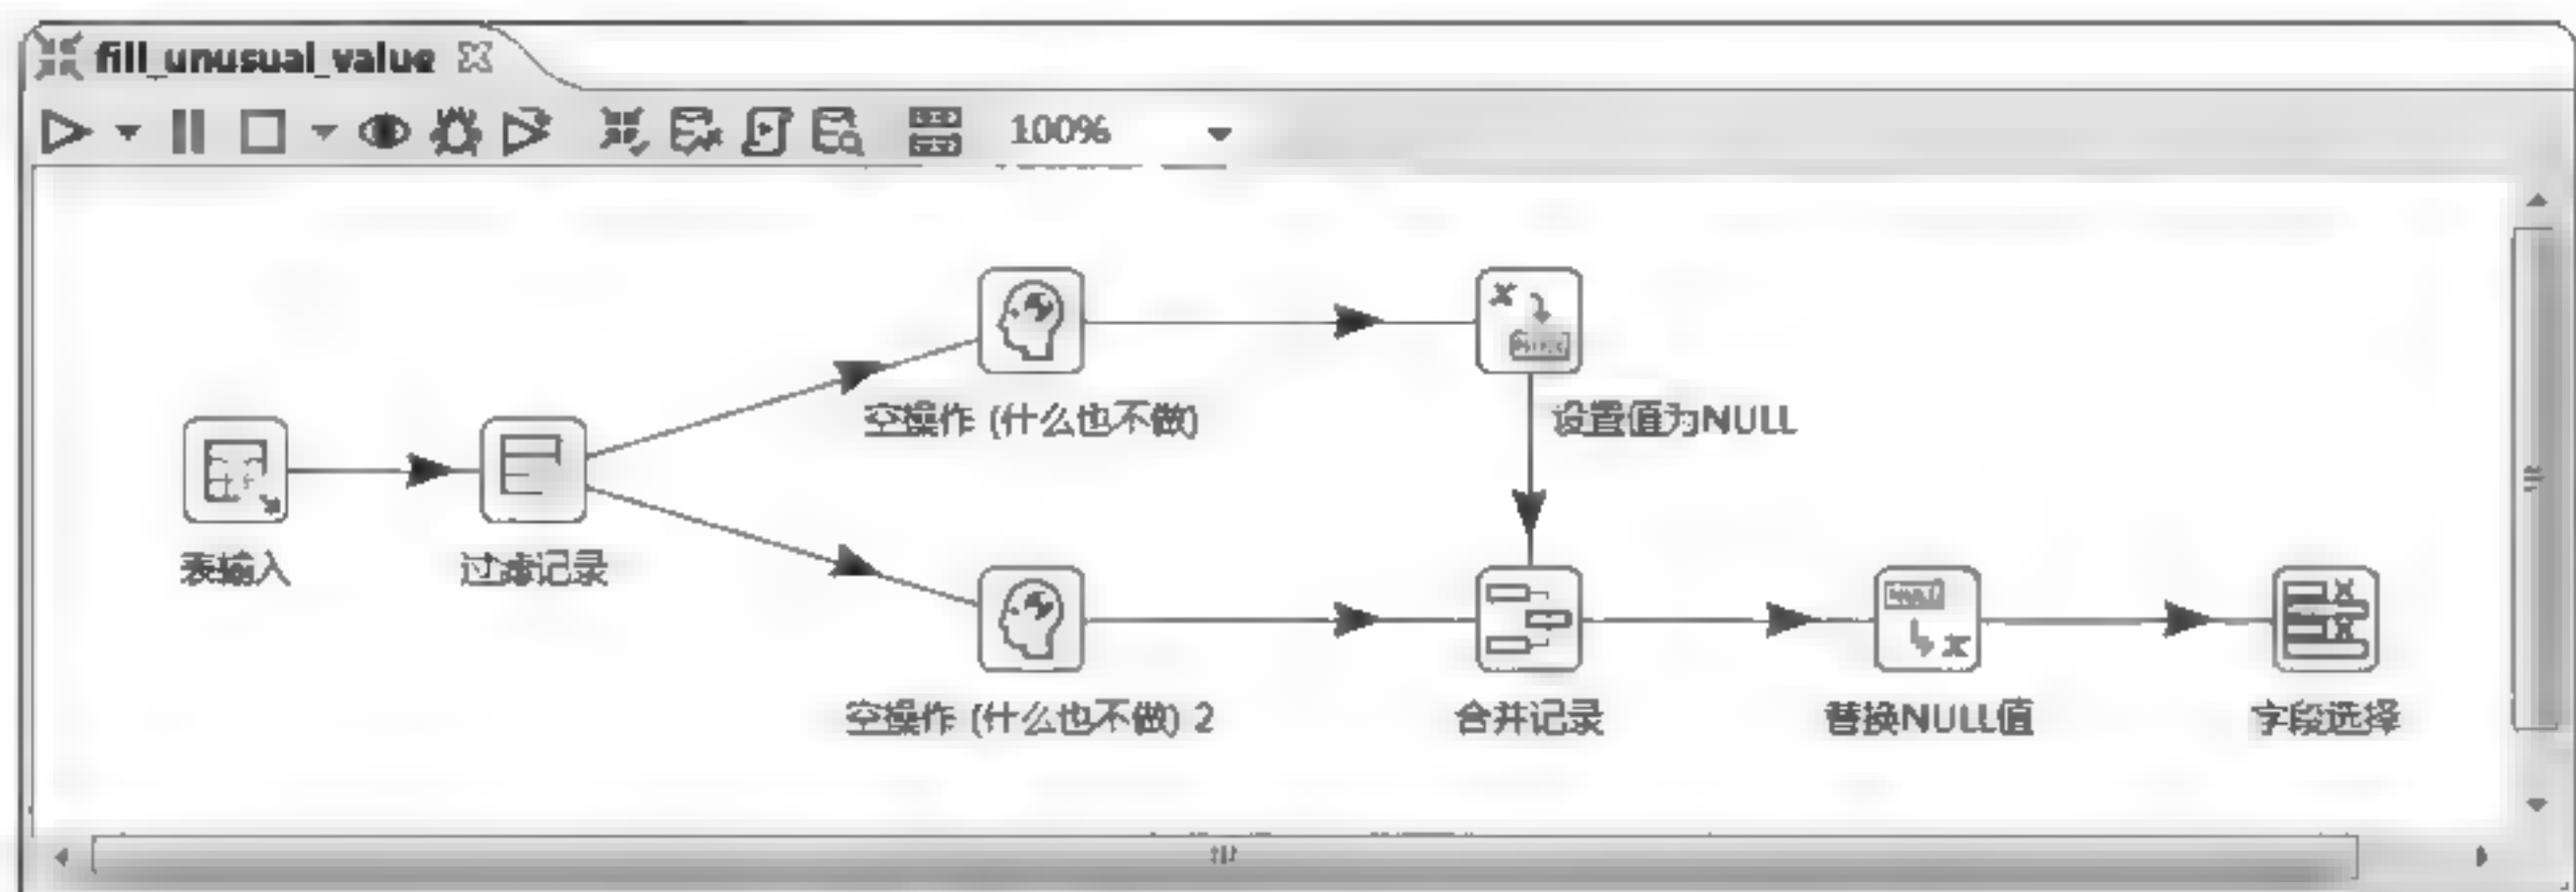 fill_unusual_value
100%
空操作 (什么也不做)
设置值为NULL
表输入
过滤记录
空操作 (什么也不做) 2
合并记录
替换NULL值
字段选择